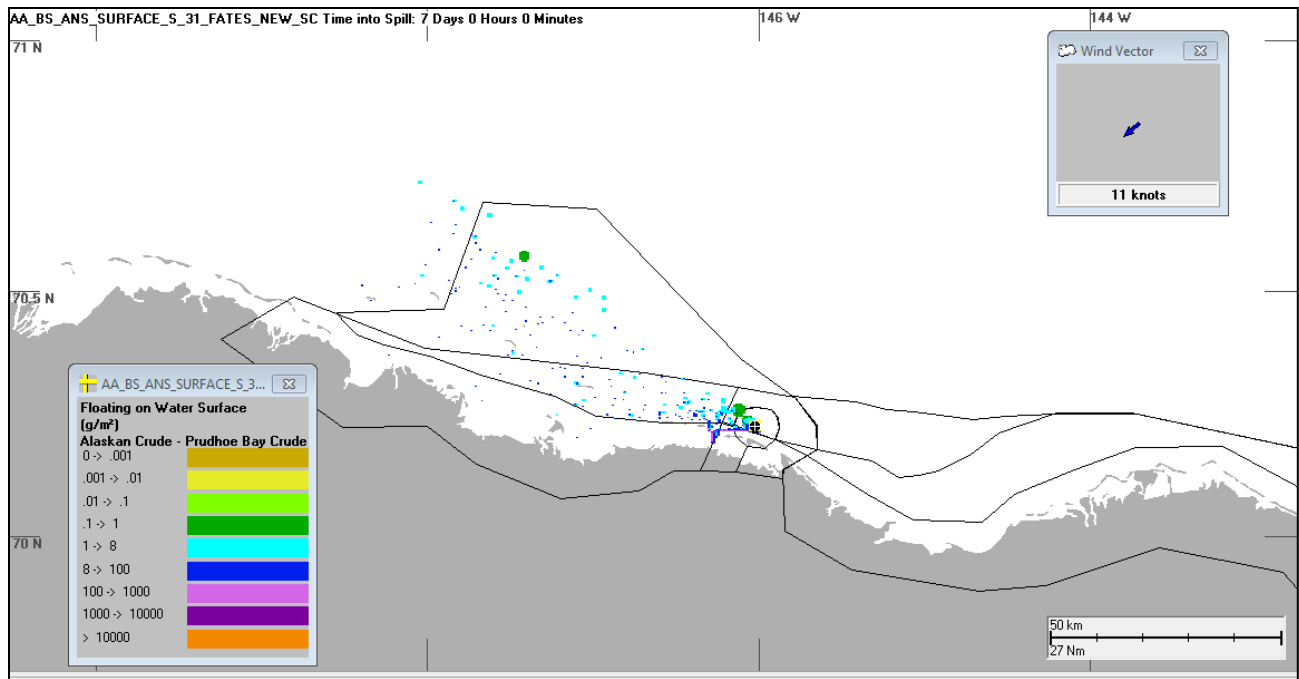 AA_BS_ANS_SURFACE_S_31_FATES_NEW_SC Time into Spill: 7 Days 0 Hours 0 Minutes
146 W
144 W
71 N
Wind Vector
11 knots
70.5 N
AA_BS_ANS_SURFACE_S_3...
Floating on Water Surface
(g/m²)
Alaskan Crude - Prudhoe Bay Crude
0 -> .001
.001 -> .01
.01 -> .1
.1 -> 1
1 -> 8
8 -> 100
100 -> 1000
1000 -> 10000
> 10000
70 N
50 km
27 Nm